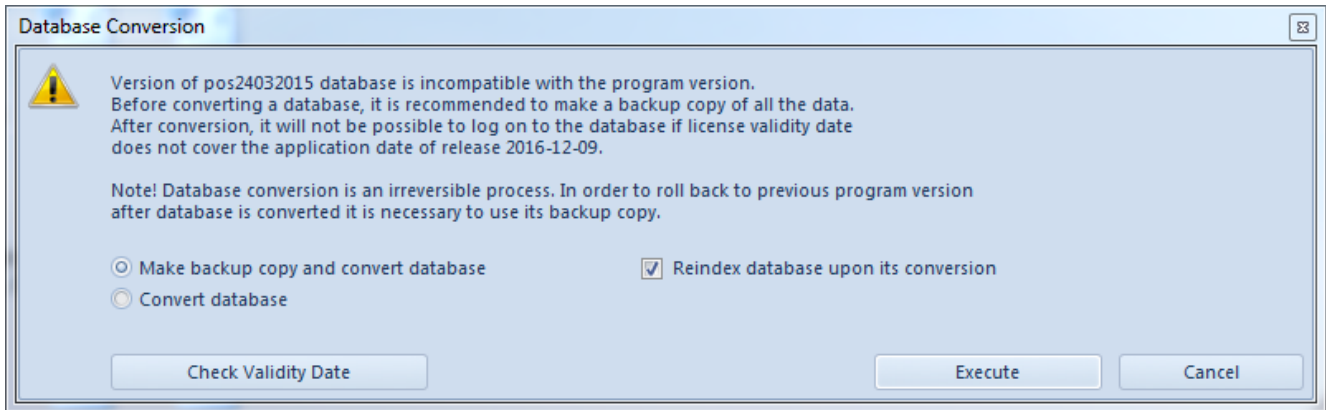 Database Conversion
Version of pos24032015 database is incompatible with the program version.
Before converting a database, it is recommended to make a backup copy of all the data.
After conversion, it will not be possible to log on to the database if license validity date
does not cover the application date of release 2016-12-09.
Note! Database conversion is an irreversible process. In order to roll back to previous program version
after database is converted it is necessary to use its backup copy.
Make backup copy and convert database
Reindex database upon its conversion
Convert database
Check Validity Date
Execute
Cancel